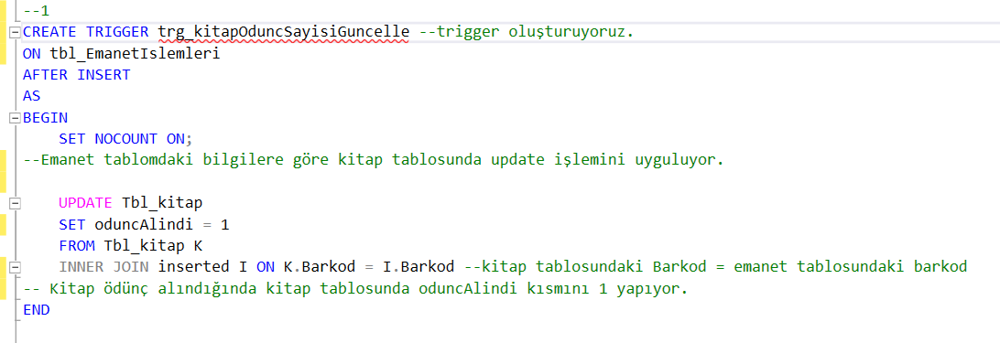 --1
CREATE TRIGGER trg_kitapOduncSayisiGuncelle --trigger oluşturuyoruz.
ON tbl_EmanetIslemleri
AFTER INSERT
AS
BEGIN
SET NOCOUNT ON;
--Emanet tablomdaki bilgilere göre kitap tablosunda update işlemini uyguluyor.
UPDATE Tbl_kitap
SET oduncAlindi = 1
FROM Tbl_kitap K
INNER JOIN inserted I ON K.Barkod = I.Barkod --kitap tablosundaki Barkod = emanet tablosundaki barkod
-- Kitap ödünç alındığında kitap tablosunda oduncAlindi kısmını 1 yapıyor.
END